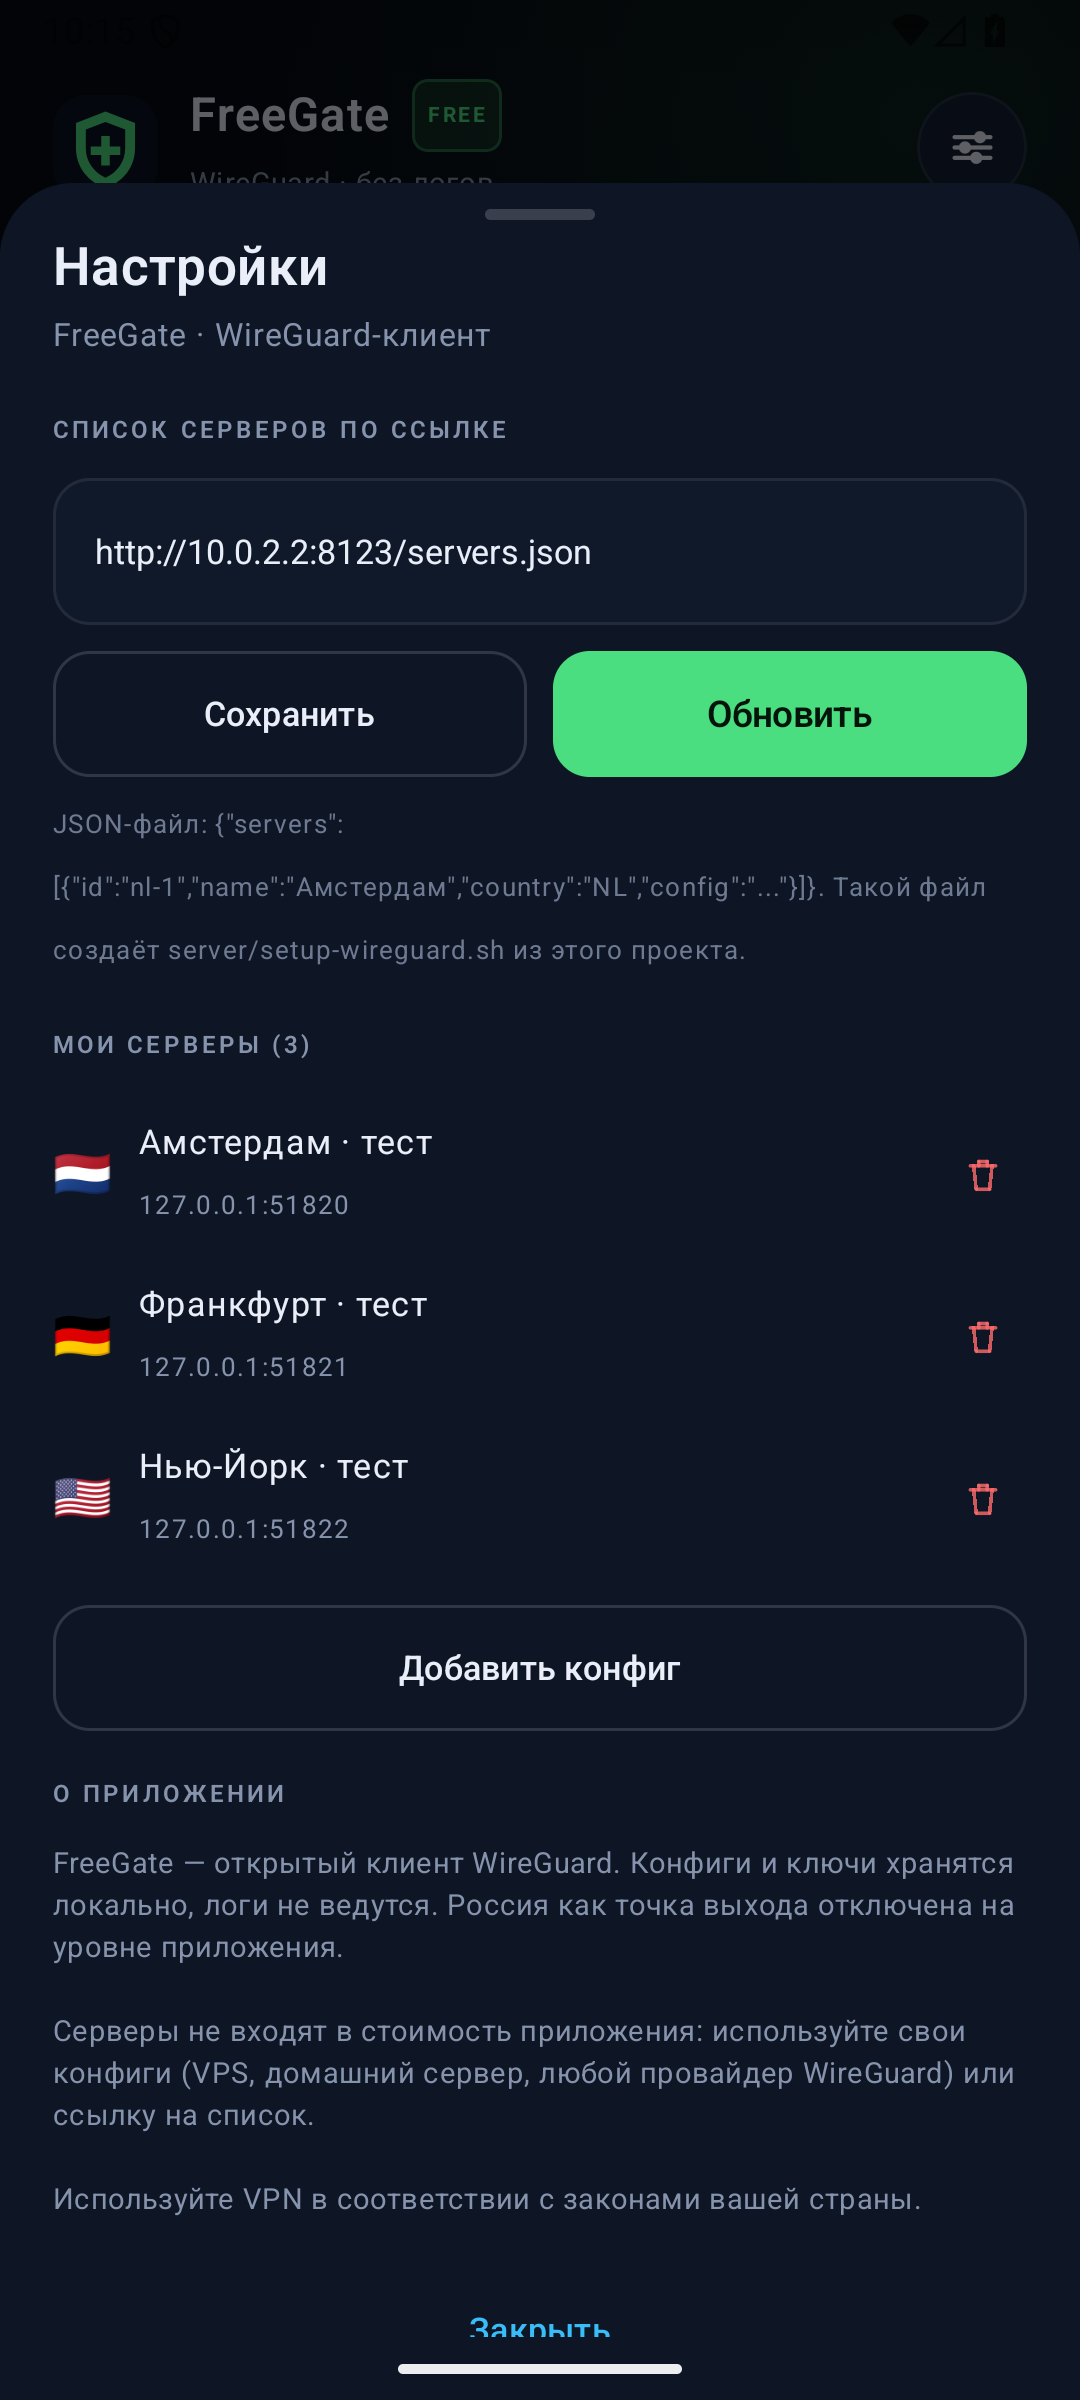 10:15
FreeGate FREE
WireGuard · без логов
Настройки
FreeGate · WireGuard-клиент
СПИСОК СЕРВЕРОВ ПО ССЫЛКЕ
http://10.0.2.2:8123/servers.json
Сохранить
Обновить
JSON-файл: {"servers":
[{"id":"nl-1","name":"Амстердам","country":"NL","config":"..."}]}. Такой файл
создаёт server/setup-wireguard.sh из этого проекта.
МОИ СЕРВЕРЫ (3)
Амстердам · тест
127.0.0.1:51820
Франкфурт · тест
127.0.0.1:51821
Нью-Йорк · тест
127.0.0.1:51822
Добавить конфиг
О ПРИЛОЖЕНИИ
FreeGate — открытый клиент WireGuard. Конфиги и ключи хранятся
локально, логи не ведутся. Россия как точка выхода отключена на
уровне приложения.
Серверы не входят в стоимость приложения: используйте свои
конфиги (VPS, домашний сервер, любой провайдер WireGuard) или
ссылку на список.
Используйте VPN в соответствии с законами вашей страны.
Закрыть